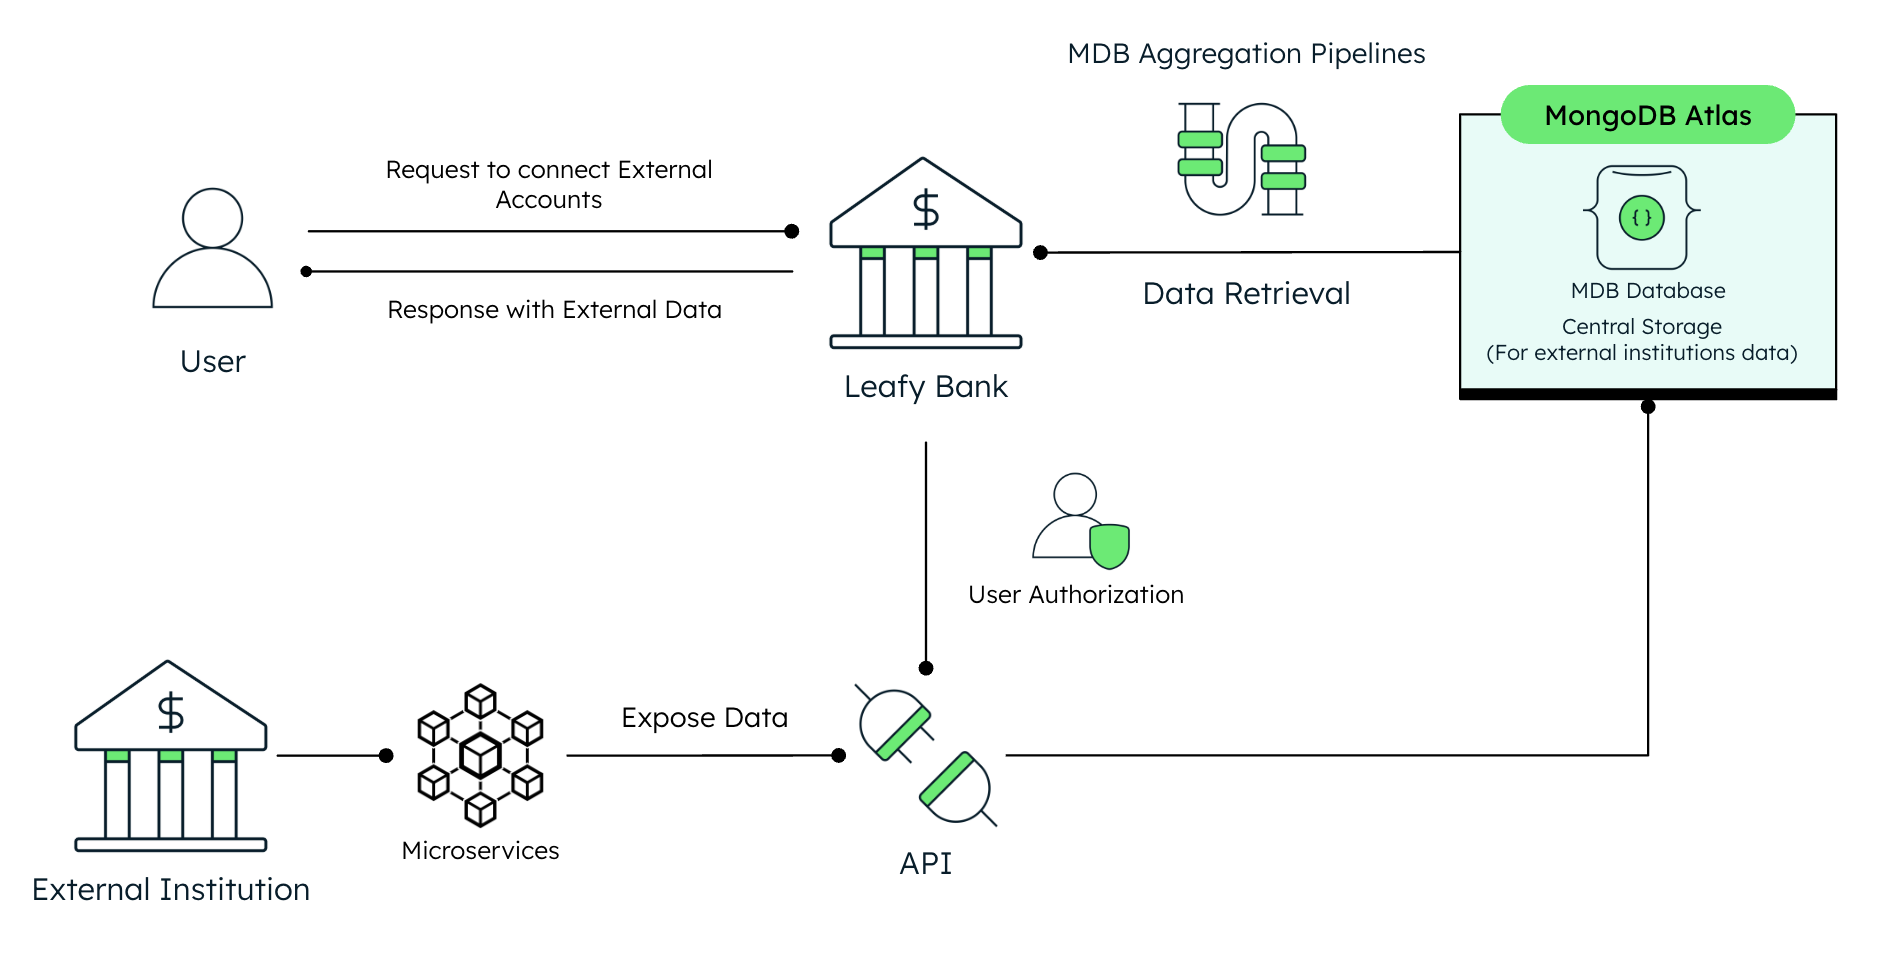 MDB Aggregation Pipelines
MongoDB Atlas
Request to connect External
Accounts
$
{ }
Response with External Data
Data Retrieval
MDB Database
Central Storage
(For external institutions data)
User
Leafy Bank
User Authorization
$
Expose Data
Microservices
API
External Institution